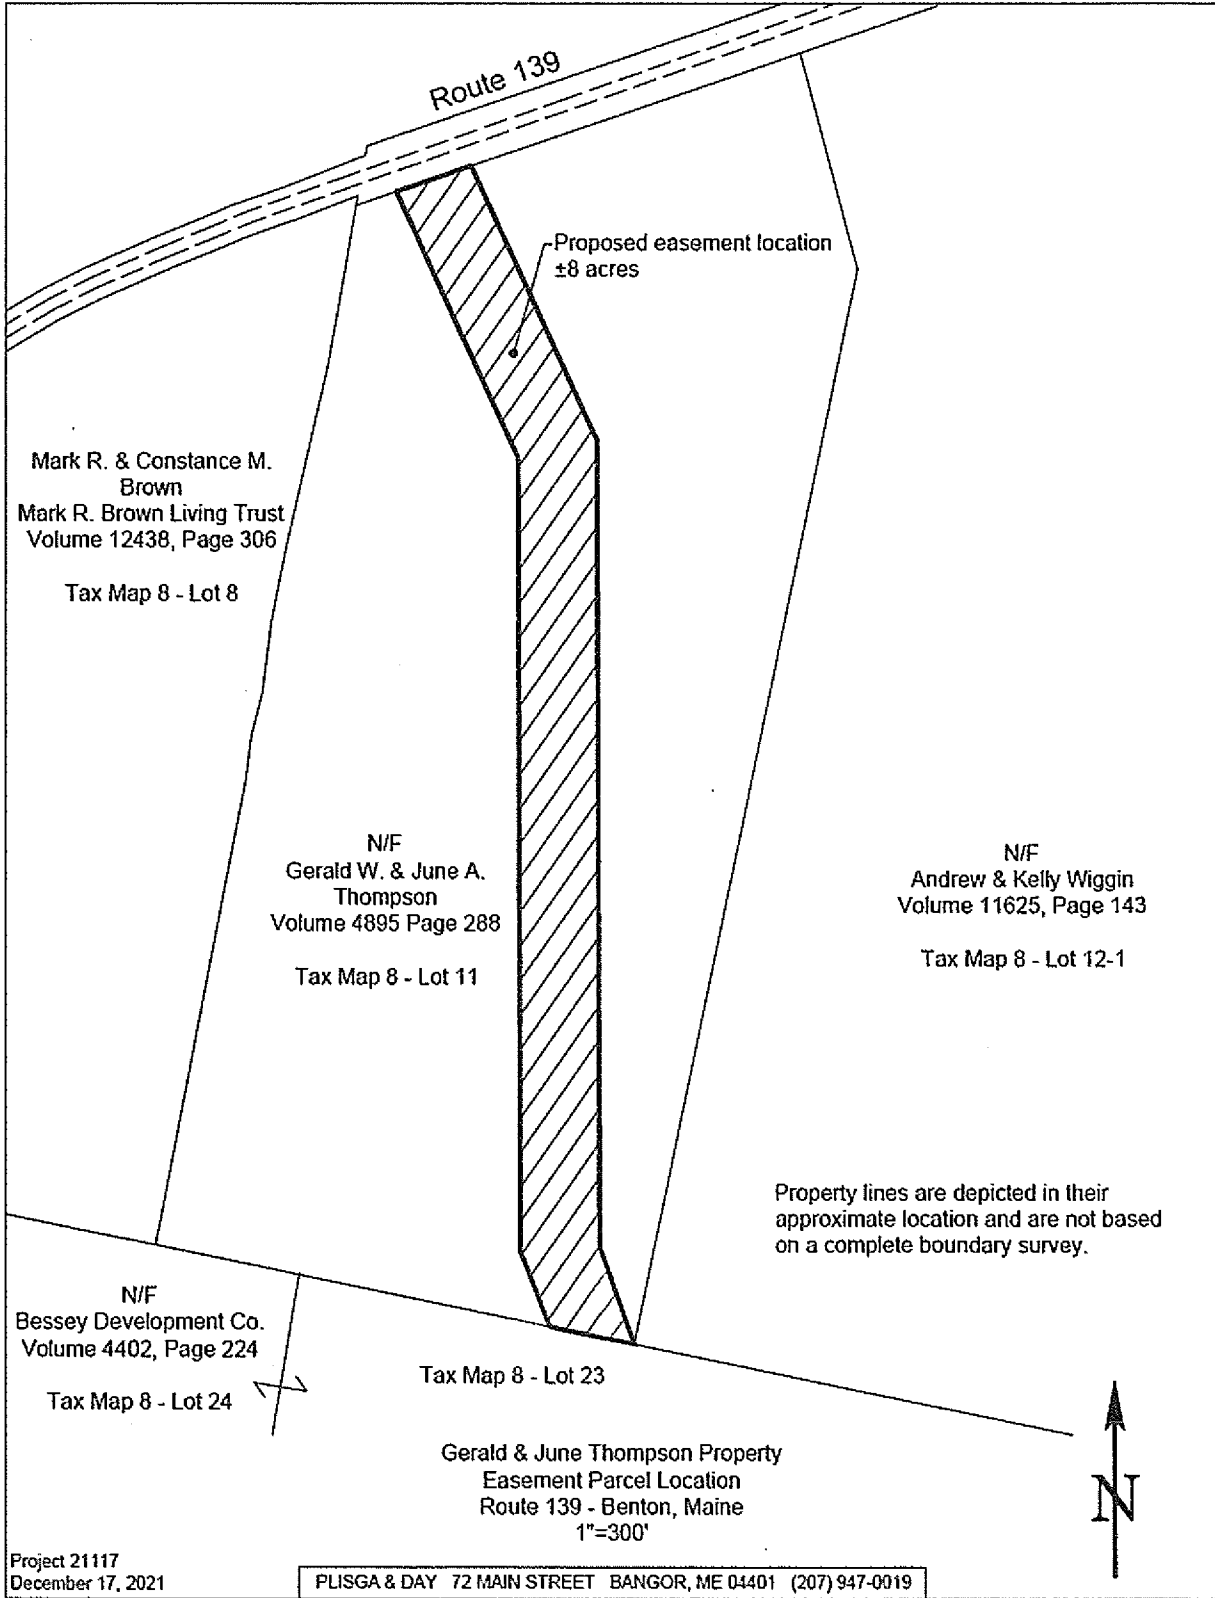 Route 139
Proposed easement location
±8 acres
Mark R. & Constance M.
Brown
Mark R. Brown Living Trust
Volume 12438, Page 306
Tax Map 8 - Lot 8
N/F
Gerald W. & June A.
Thompson
Volume 4895 Page 288
Tax Map 8 - Lot 11
N/F
Andrew & Kelly Wiggin
Volume 11625, Page 143
Tax Map 8 - Lot 12-1
Property lines are depicted in their
approximate location and are not based
on a complete boundary survey.
N/F
Bessey Development Co.
Volume 4402, Page 224
Tax Map 8 - Lot 24
Tax Map 8 - Lot 23
Gerald & June Thompson Property
Easement Parcel Location
Route 139 - Benton, Maine
1"=300'
N
Project 21117
December 17, 2021
PLISGA & DAY 72 MAIN STREET BANGOR, ME 04401 (207) 947-0019